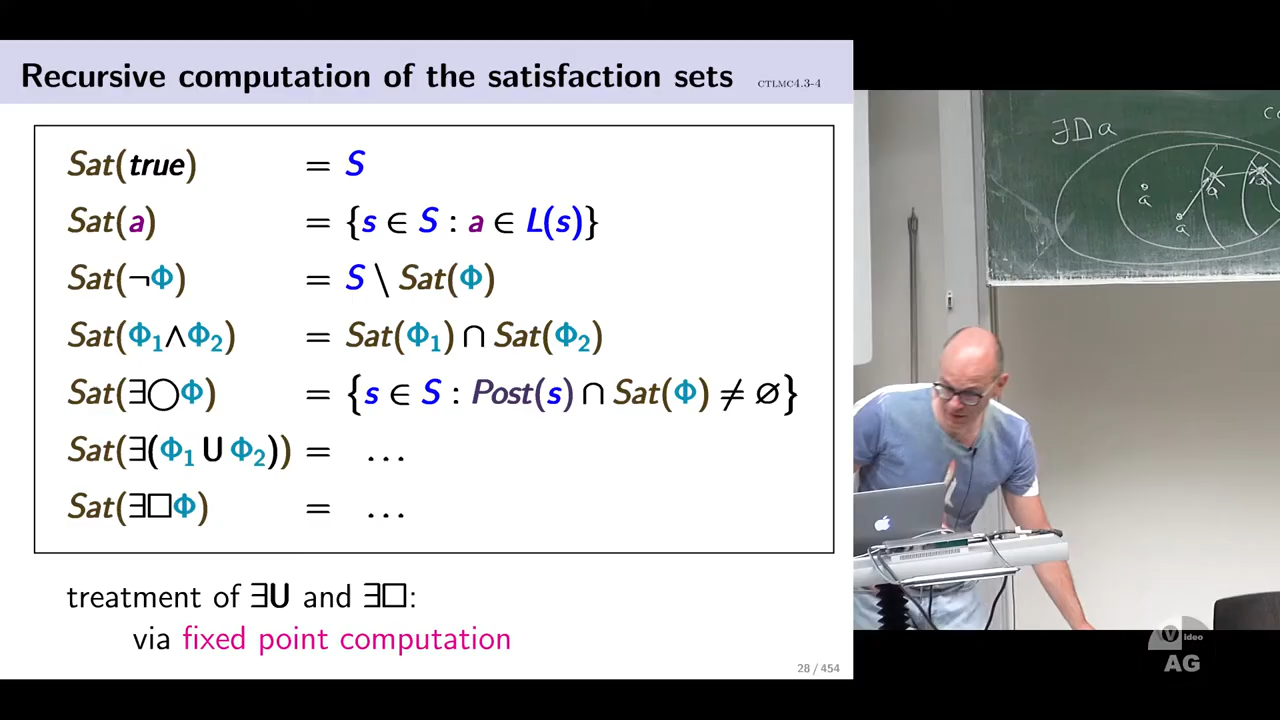 Recursive computation of the satisfaction sets CTLMC4.3-4
Sat(true) = S
Sat(a) = {s ∈ S : a ∈ L(s)}
Sat(¬Φ) = S \ Sat(Φ)
Sat(Φ₁∧Φ₂) = Sat(Φ₁) ∩ Sat(Φ₂)
Sat(∃◯Φ) = {s ∈ S : Post(s) ∩ Sat(Φ) ≠ ∅}
Sat(∃(Φ₁ U Φ₂)) = ...
Sat(∃□Φ) = ...
treatment of ∃U and ∃□:
via fixed point computation
28 / 454
∃□a
a
a
a
a
Video
AG